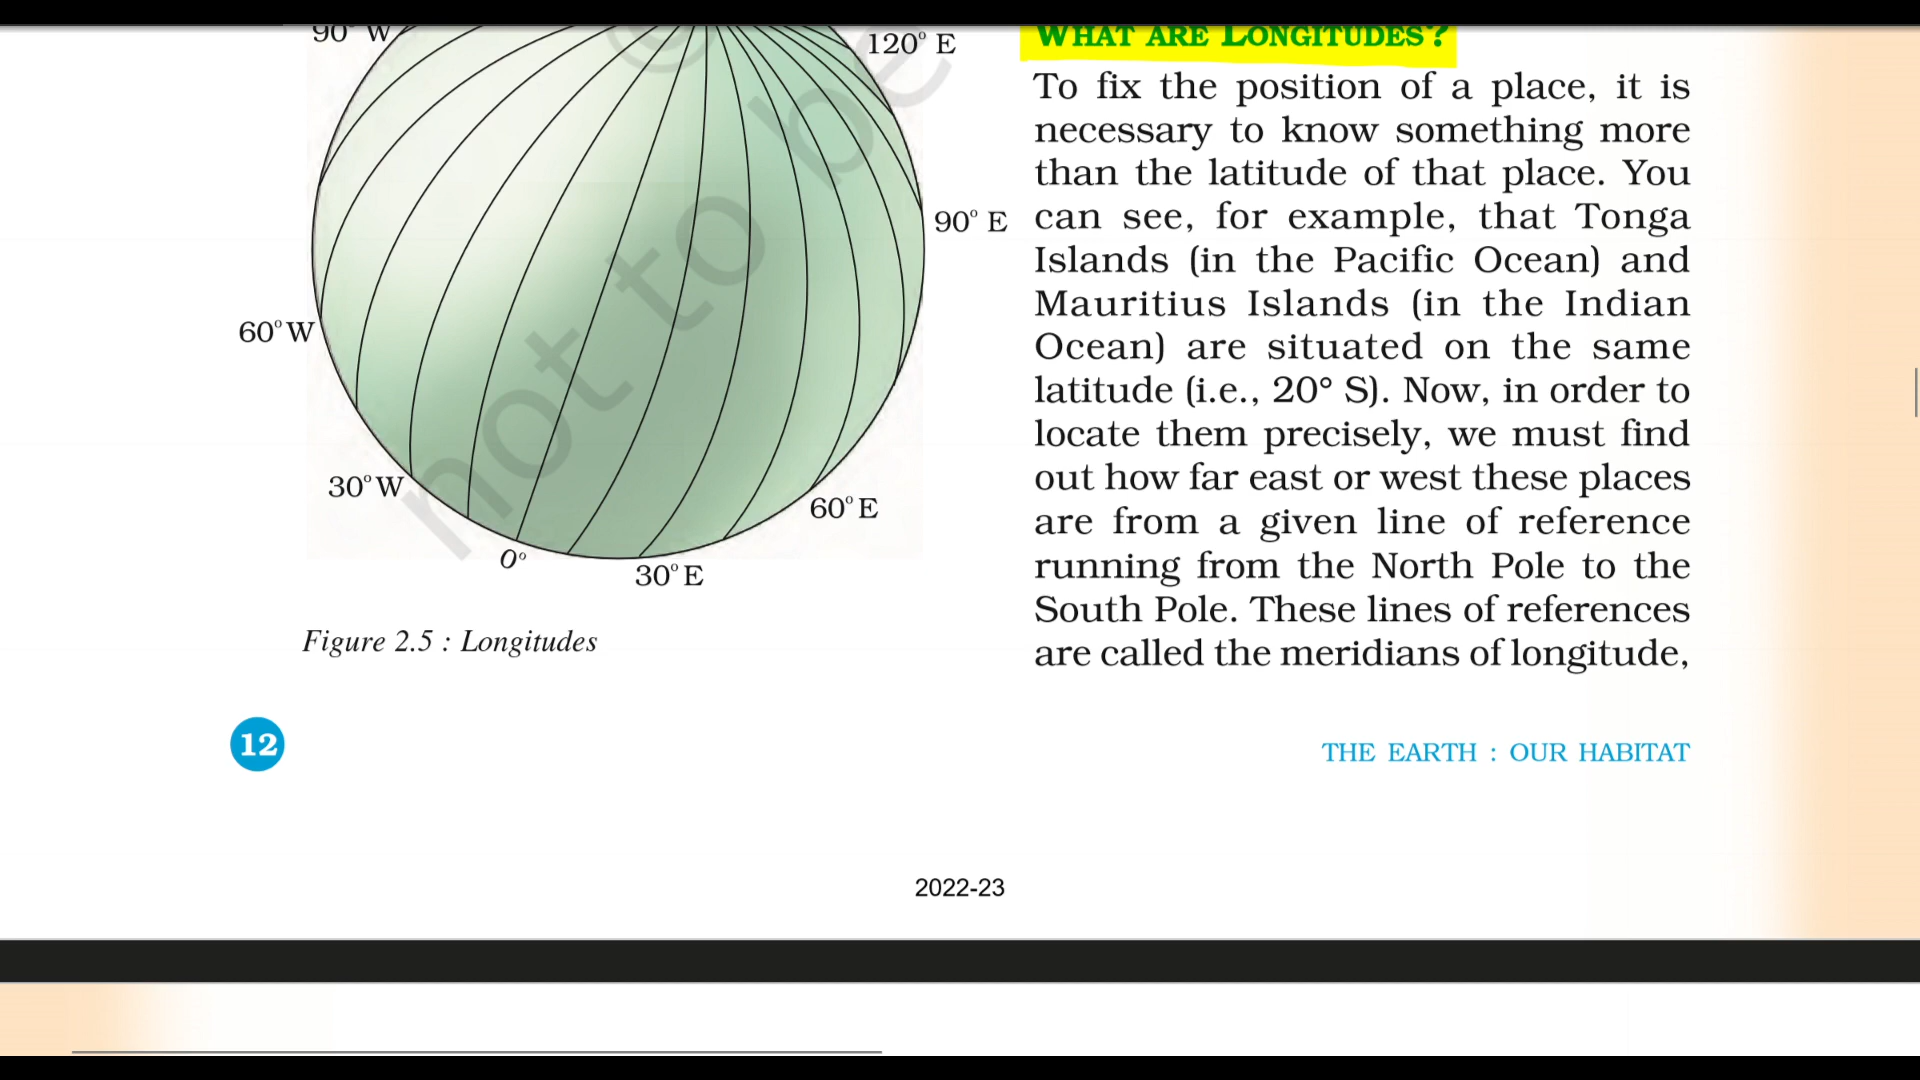 90° W
120° E
90° E
60° W
30° W
60° E
0°
30° E
not to be
Figure 2.5 : Longitudes
WHAT ARE LONGITUDES?
To fix the position of a place, it is
necessary to know something more
than the latitude of that place. You
can see, for example, that Tonga
Islands (in the Pacific Ocean) and
Mauritius Islands (in the Indian
Ocean) are situated on the same
latitude (i.e., 20° S). Now, in order to
locate them precisely, we must find
out how far east or west these places
are from a given line of reference
running from the North Pole to the
South Pole. These lines of references
are called the meridians of longitude,
12
THE EARTH : OUR HABITAT
2022-23